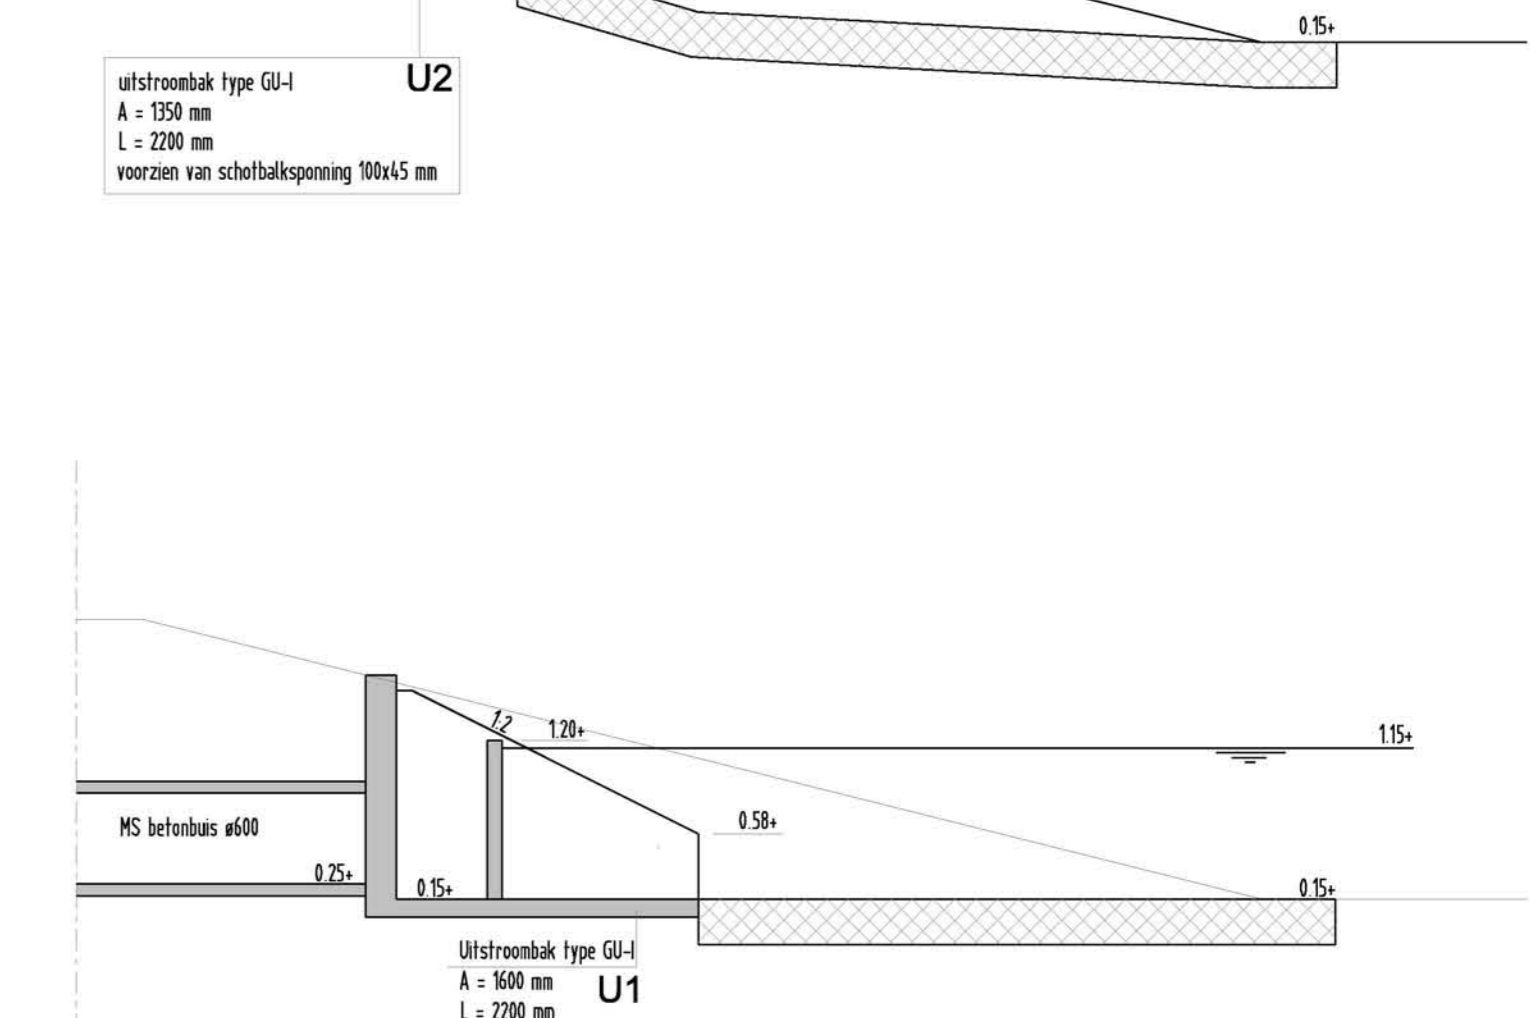 0.15+
uitstroombak type GU-I
U2
A = 1350 mm
L = 2200 mm
voorzien van schotbalksponning 100x45 mm
1:2
1.20+
1.15+
MS betonbuis ø600
0.58+
0.25+
0.15+
0.15+
Uitstroombak type GU-I
A = 1600 mm
U1
L = 2200 mm